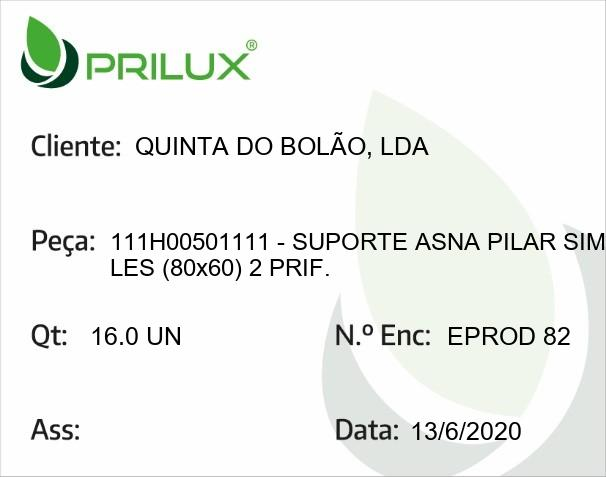 PRILUX®
Cliente: QUINTA DO BOLÃO, LDA
Peça: 111H00501111 - SUPORTE ASNA PILAR SIM
LES (80x60) 2 PRIF.
Qt: 16.0 UN N.º Enc: EPROD 82
Ass: Data: 13/6/2020